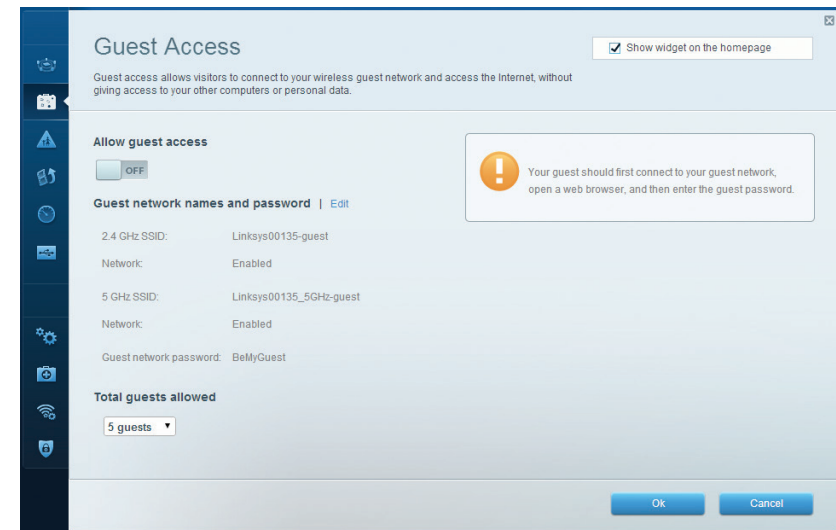 Guest Access
Show widget on the homepage
Guest access allows visitors to connect to your wireless guest network and access the Internet, without
giving access to your other computers or personal data.
Allow guest access
OFF
Your guest should first connect to your guest network,
open a web browser, and then enter the guest password.
Guest network names and password | Edit
2.4 GHz SSID: Linksys00135-guest
Network: Enabled
5 GHz SSID: Linksys00135_5GHz-guest
Network: Enabled
Guest network password: BeMyGuest
Total guests allowed
5 guests
Ok Cancel